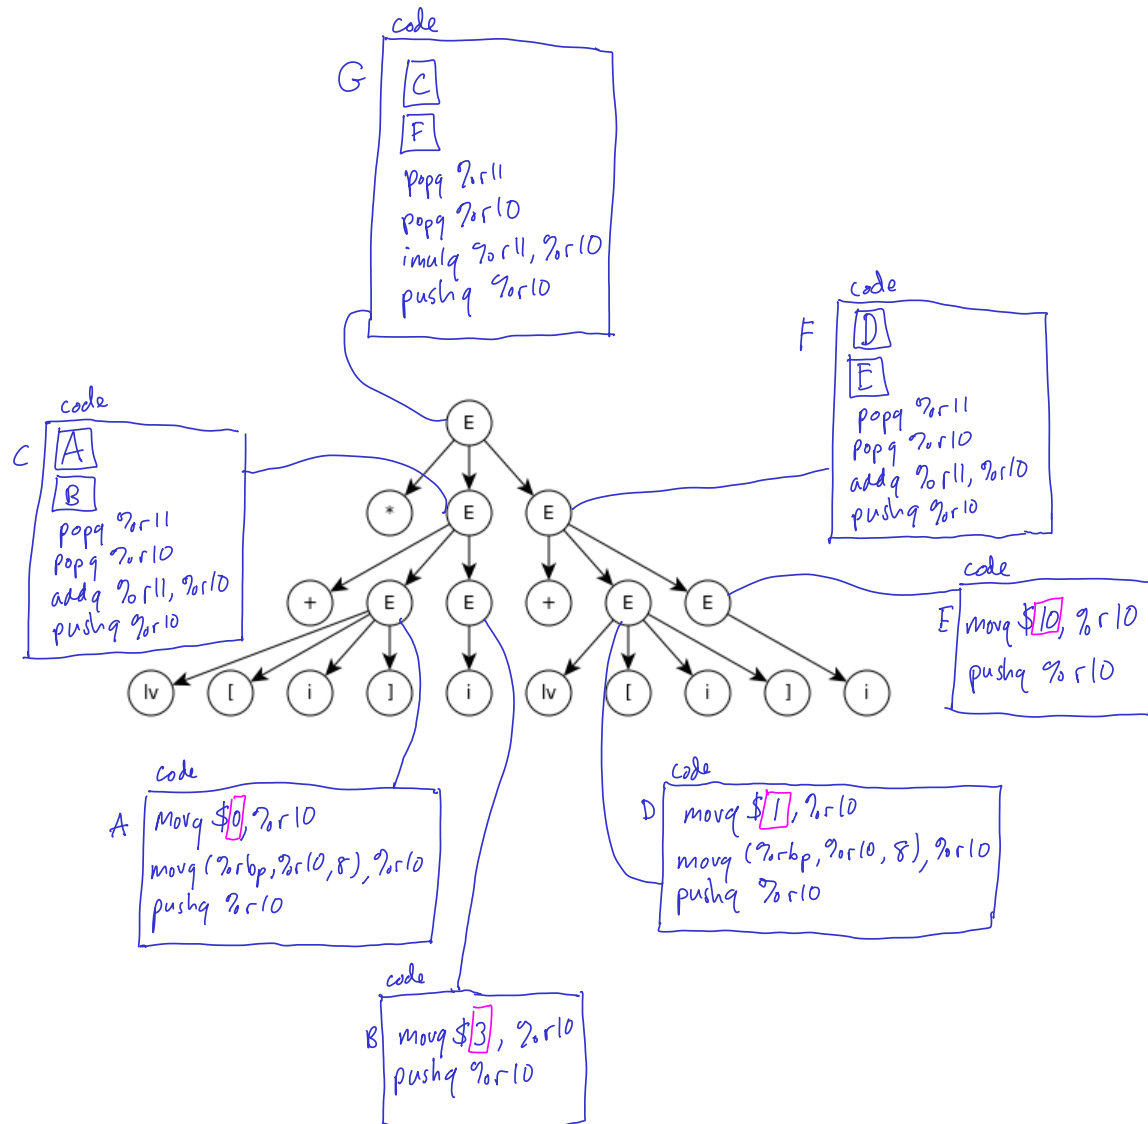 code
G
C
F
popq %r11
popq %r10
imulq %r11, %r10
pushq %r10
code
F
D
E
popq %r11
popq %r10
addq %r11, %r10
pushq %r10
code
C
A
B
popq %r11
popq %r10
addq %r11, %r10
pushq %r10
E
* E E
+ E E + E E
lv [ i ] i lv [ i ] i
code
E
movq $10, %r10
pushq %r10
code
A
movq $0, %r10
movq (%rbp, %r10, 8), %r10
pushq %r10
code
D
movq $1, %r10
movq (%rbp, %r10, 8), %r10
pushq %r10
code
B
movq $3, %r10
pushq %r10